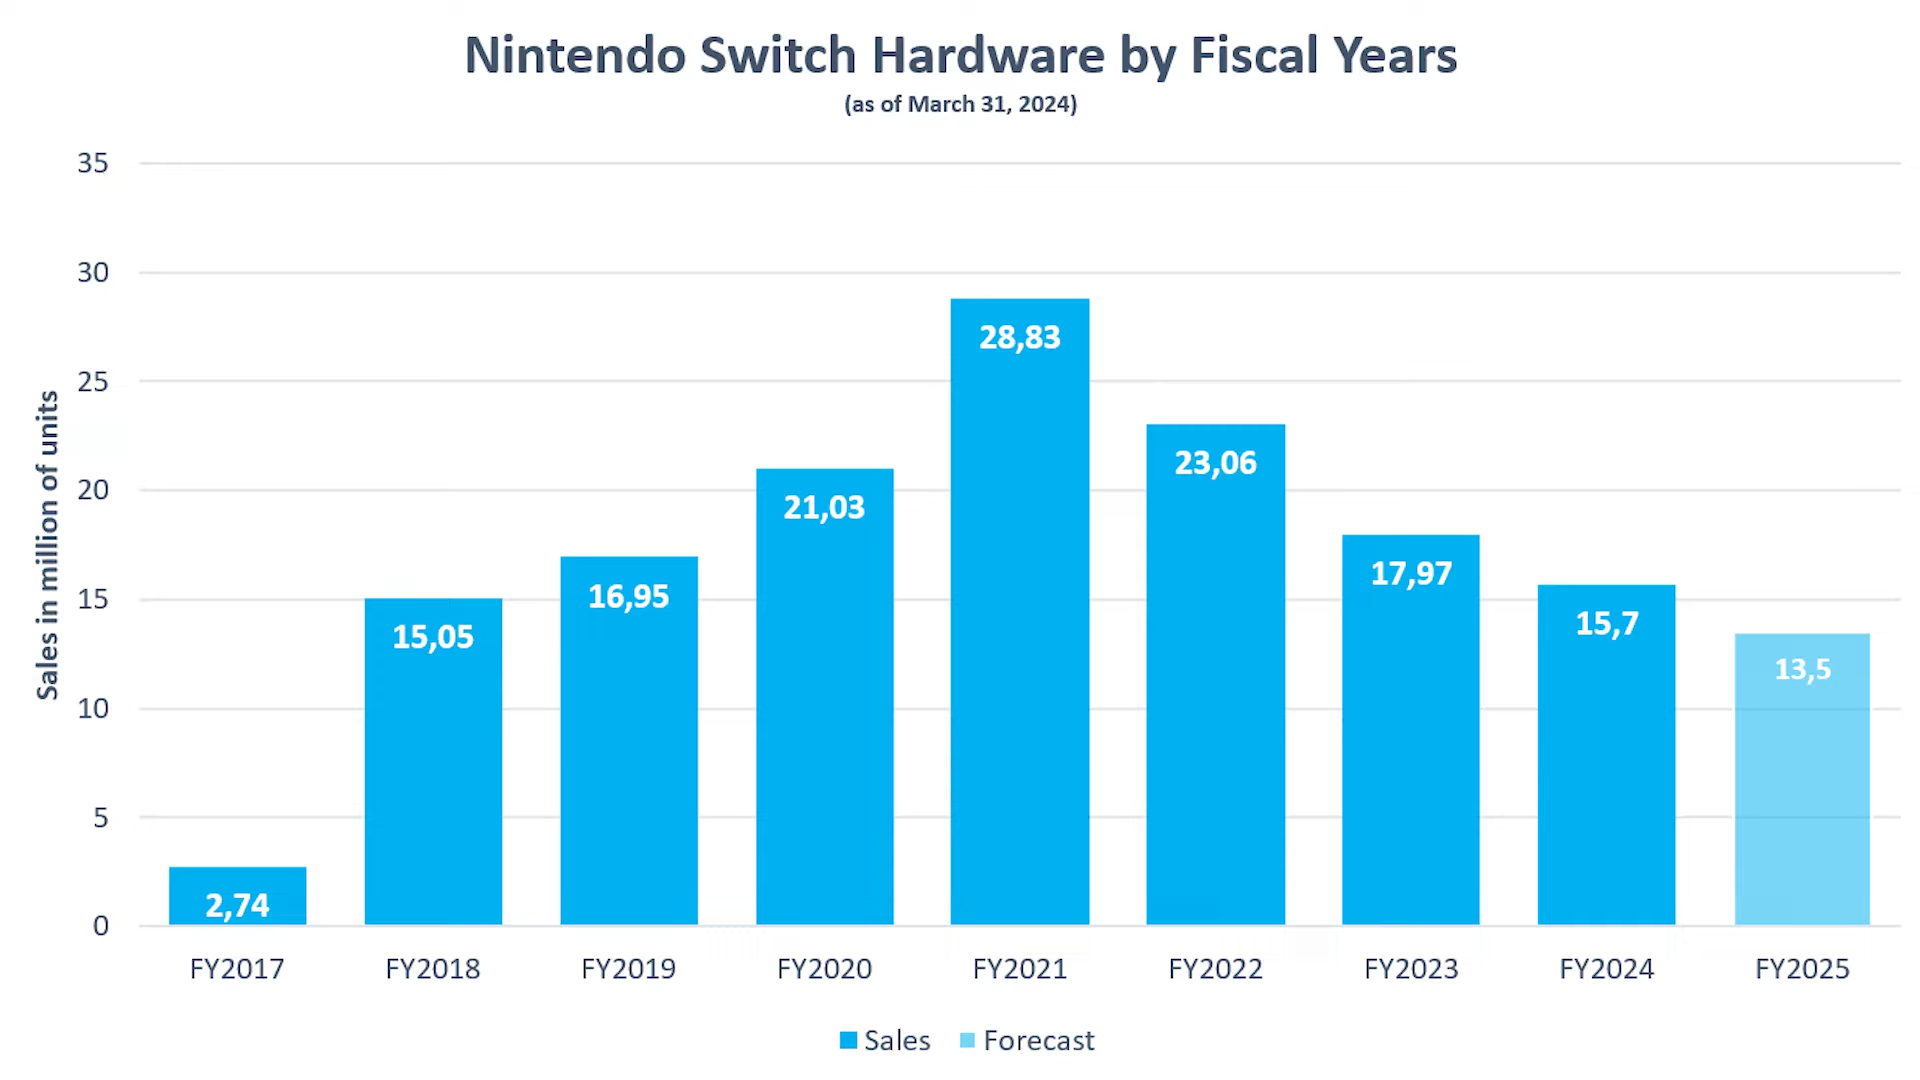 Nintendo Switch Hardware by Fiscal Years
(as of March 31, 2024)
Sales in million of units
35
30
25
20
15
10
5
0
2,74
15,05
16,95
21,03
28,83
23,06
17,97
15,7
13,5
FY2017
FY2018
FY2019
FY2020
FY2021
FY2022
FY2023
FY2024
FY2025
Sales
Forecast